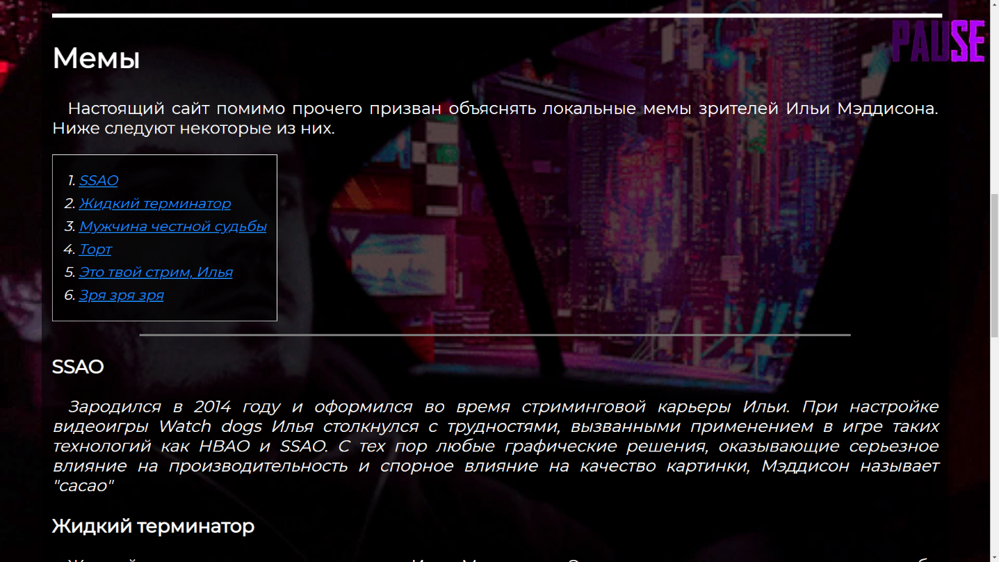 PAUSE
Мемы
Настоящий сайт помимо прочего призван объяснять локальные мемы зрителей Ильи Мэддисона.
Ниже следуют некоторые из них.
1. SSAO
2. Жидкий терминатор
3. Мужчина честной судьбы
4. Торт
5. Это твой стрим, Илья
6. Зря зря зря
SSAO
Зародился в 2014 году и оформился во время стриминговой карьеры Ильи. При настройке
видеоигры Watch dogs Илья столкнулся с трудностями, вызванными применением в игре таких
технологий как HBAO и SSAO. С тех пор любые графические решения, оказывающие серьезное
влияние на производительность и спорное влияние на качество картинки, Мэддисон называет
"сасао"
Жидкий терминатор